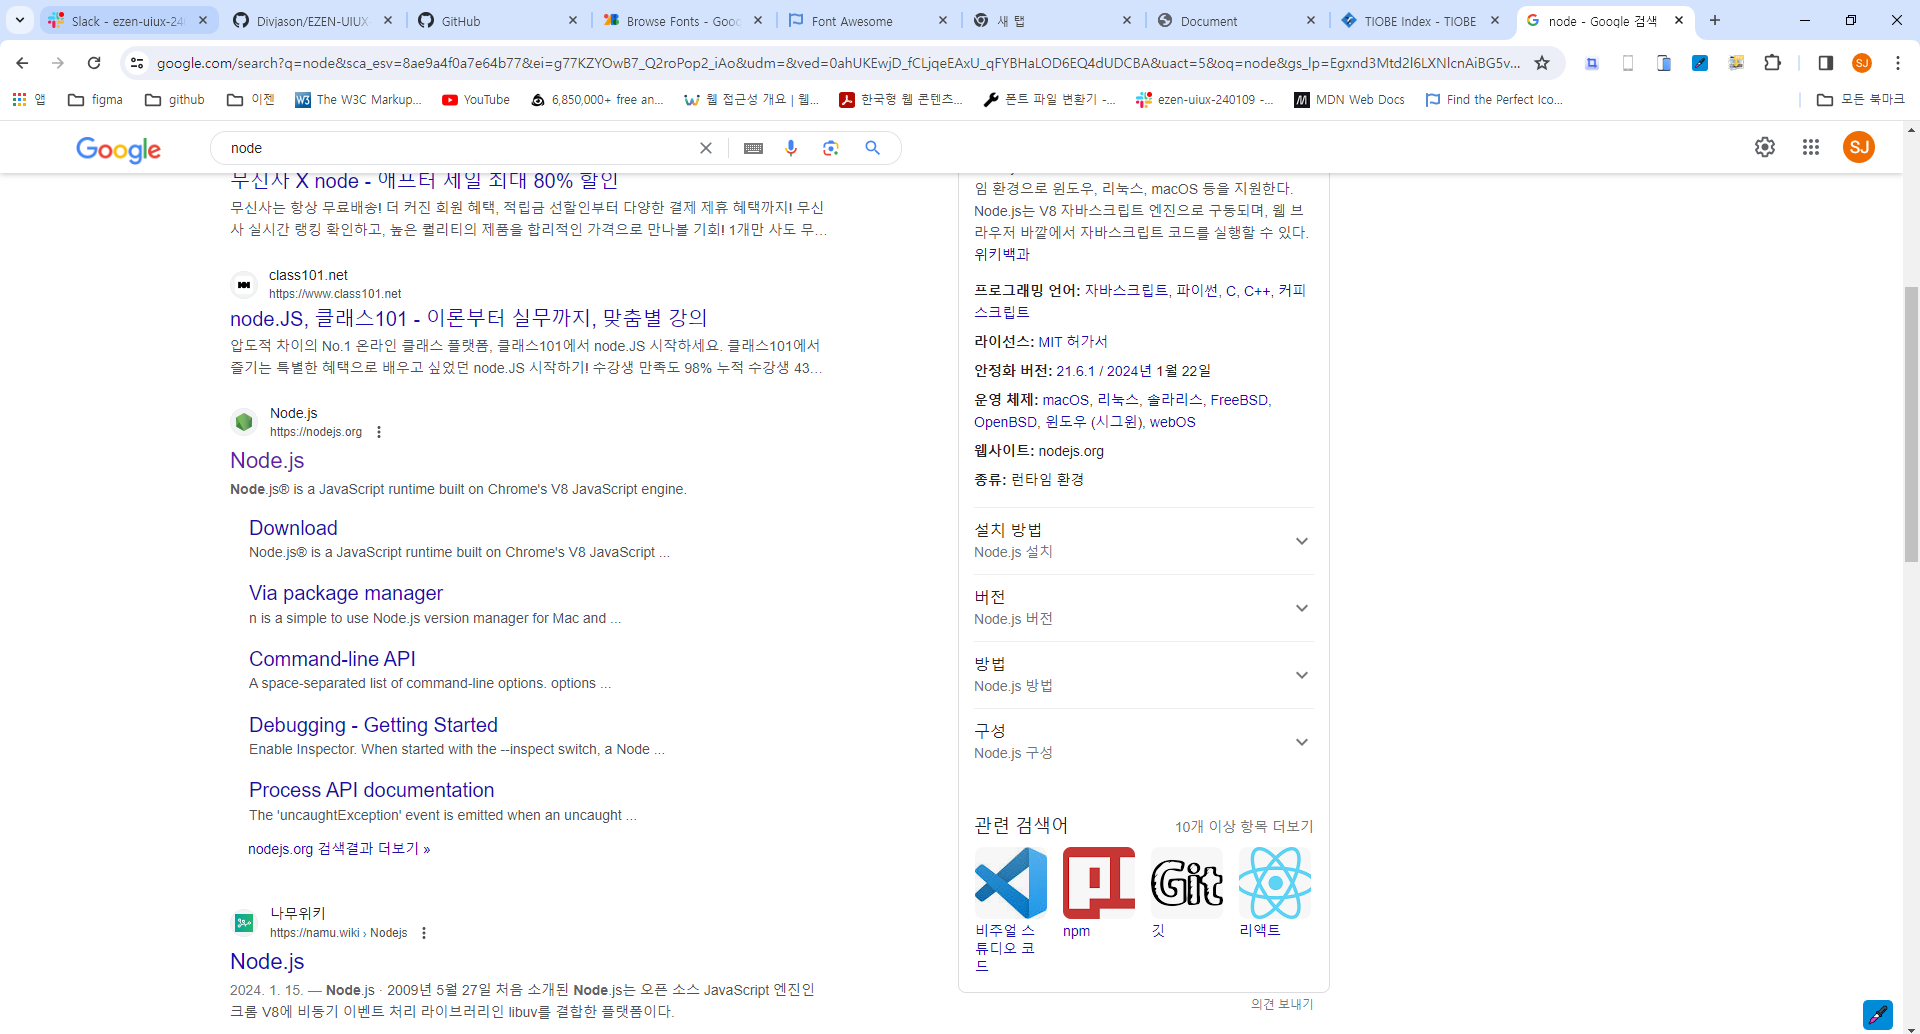 Slack - ezen-uiux-240
Divjason/EZEN-UIUX
GitHub
Browse Fonts - Goo
Font Awesome
새 탭
Document
TIOBE Index - TIOBE
node - Google 검색
google.com/search?q=node&sca_esv=8ae9a4f0a7e64b77&ei=g77KZYOwB7_Q2roPop2_iAo&udm=&ved=0ahUKEwjD_fCLjqeEAxU_qFYBHaLOD6EQ4dUDCBA&uact=5&oq=node&gs_lp=Egxnd3Mtd2l6LXNlcnAiBG5v...
SJ
앱
figma
github
이젠
The W3C Markup...
YouTube
6,850,000+ free an...
웹 접근성 개요 | 웹...
한국형 웹 콘텐츠...
폰트 파일 변환기 -...
ezen-uiux-240109 -...
MDN Web Docs
Find the Perfect Ico...
모든 북마크
Google
node
SJ
무신사 X node - 애프터 세일 최대 80% 할인
무신사는 항상 무료배송! 더 커진 회원 혜택, 적립금 선할인부터 다양한 결제 제휴 혜택까지! 무신
사 실시간 랭킹 확인하고, 높은 퀄리티의 제품을 합리적인 가격으로 만나볼 기회! 1개만 사도 무...
class101.net
https://www.class101.net
node.JS, 클래스101 - 이론부터 실무까지, 맞춤별 강의
압도적 차이의 No.1 온라인 클래스 플랫폼, 클래스101에서 node.JS 시작하세요. 클래스101에서
즐기는 특별한 혜택으로 배우고 싶었던 node.JS 시작하기! 수강생 만족도 98% 누적 수강생 43...
Node.js
https://nodejs.org
Node.js
Node.js® is a JavaScript runtime built on Chrome's V8 JavaScript engine.
Download
Node.js® is a JavaScript runtime built on Chrome's V8 JavaScript ...
Via package manager
n is a simple to use Node.js version manager for Mac and ...
Command-line API
A space-separated list of command-line options. options ...
Debugging - Getting Started
Enable Inspector. When started with the --inspect switch, a Node ...
Process API documentation
The 'uncaughtException' event is emitted when an uncaught ...
nodejs.org 검색결과 더보기 »
나무위키
https://namu.wiki › Nodejs
Node.js
2024. 1. 15. — Node.js · 2009년 5월 27일 처음 소개된 Node.js는 오픈 소스 JavaScript 엔진인
크롬 V8에 비동기 이벤트 처리 라이브러리인 libuv를 결합한 플랫폼이다.
임 환경으로 윈도우, 리눅스, macOS 등을 지원한다.
Node.js는 V8 자바스크립트 엔진으로 구동되며, 웹 브
라우저 바깥에서 자바스크립트 코드를 실행할 수 있다.
위키백과
프로그래밍 언어: 자바스크립트, 파이썬, C, C++, 커피
스크립트
라이선스: MIT 허가서
안정화 버전: 21.6.1 / 2024년 1월 22일
운영 체제: macOS, 리눅스, 솔라리스, FreeBSD,
OpenBSD, 윈도우 (시그윈), webOS
웹사이트: nodejs.org
종류: 런타임 환경
설치 방법
Node.js 설치
버전
Node.js 버전
방법
Node.js 방법
구성
Node.js 구성
관련 검색어
10개 이상 항목 더보기
Git
비주얼 스
튜디오 코
드
npm
깃
리액트
의견 보내기